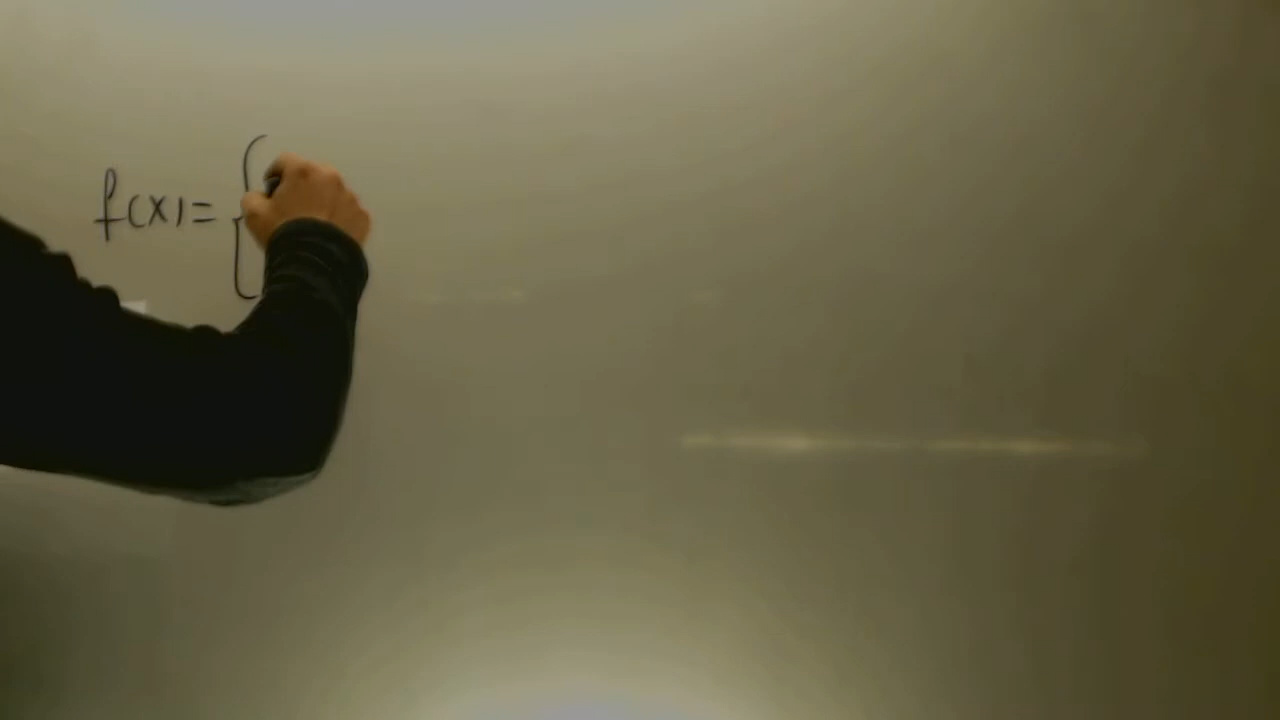 f(x)= {